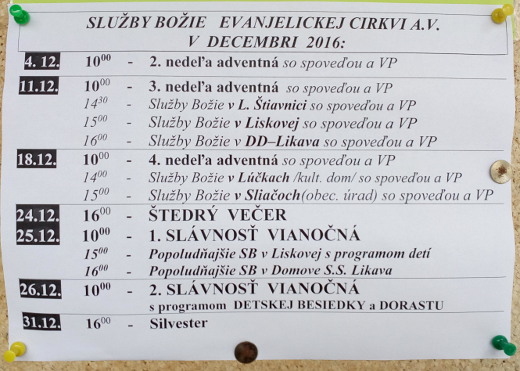 SLUŽBY BOŽIE EVANJELICKEJ CIRKVI A.V.
V DECEMBRI 2016:
4. 12. 10⁰⁰ - 2. nedeľa adventná so spoveďou a VP
11.12. 10⁰⁰ - 3. nedeľa adventná so spoveďou a VP
14³⁰ - Služby Božie v L. Štiavnici so spoveďou a VP
15⁰⁰ - Služby Božie v Liskovej so spoveďou a VP
16⁰⁰ - Služby Božie v DD–Likava so spoveďou a VP
18.12. 10⁰⁰ - 4. nedeľa adventná so spoveďou a VP
14⁰⁰ - Služby Božie v Lúčkach /kult. dom/ so spoveďou a VP
15⁰⁰ - Služby Božie v Sliačoch(obec. úrad) so spoveďou a VP
24.12. 16⁰⁰ - ŠTEDRÝ VEČER
25.12. 10⁰⁰ - 1. SLÁVNOSŤ VIANOČNÁ
15⁰⁰ - Popoludňajšie SB v Liskovej s programom detí
16⁰⁰ - Popoludňajšie SB v Domove S.S. Likava
26.12. 10⁰⁰ - 2. SLÁVNOSŤ VIANOČNÁ
s programom DETSKEJ BESIEDKY a DORASTU
31.12. 16⁰⁰ - Silvester